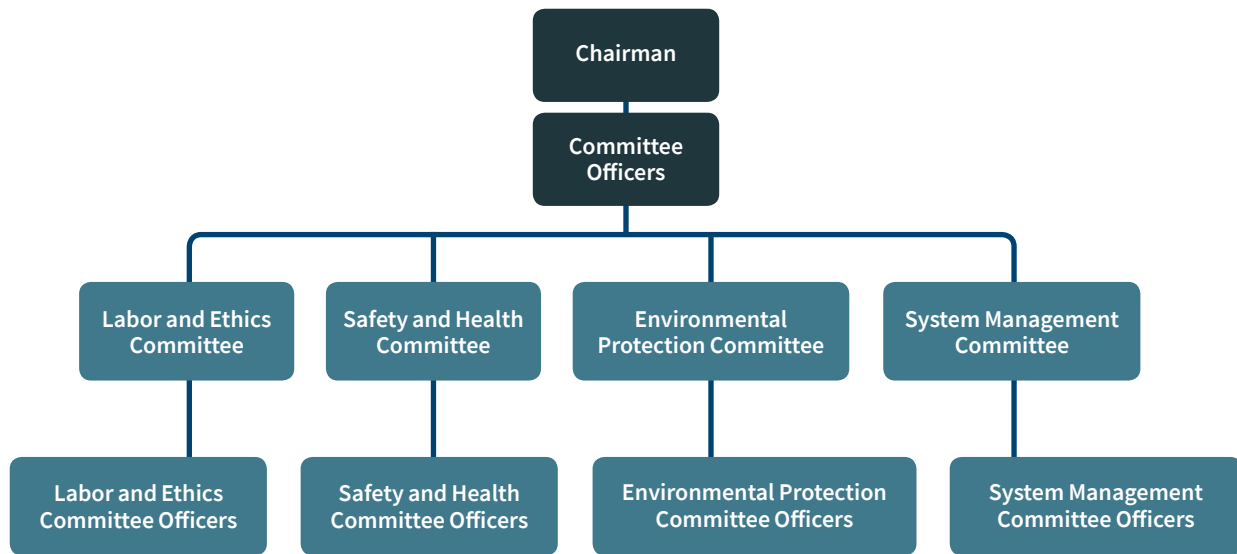 Chairman
Committee
Officers
Labor and Ethics
Committee
Safety and Health
Committee
Environmental
Protection Committee
System Management
Committee
Labor and Ethics
Committee Officers
Safety and Health
Committee Officers
Environmental Protection
Committee Officers
System Management
Committee Officers